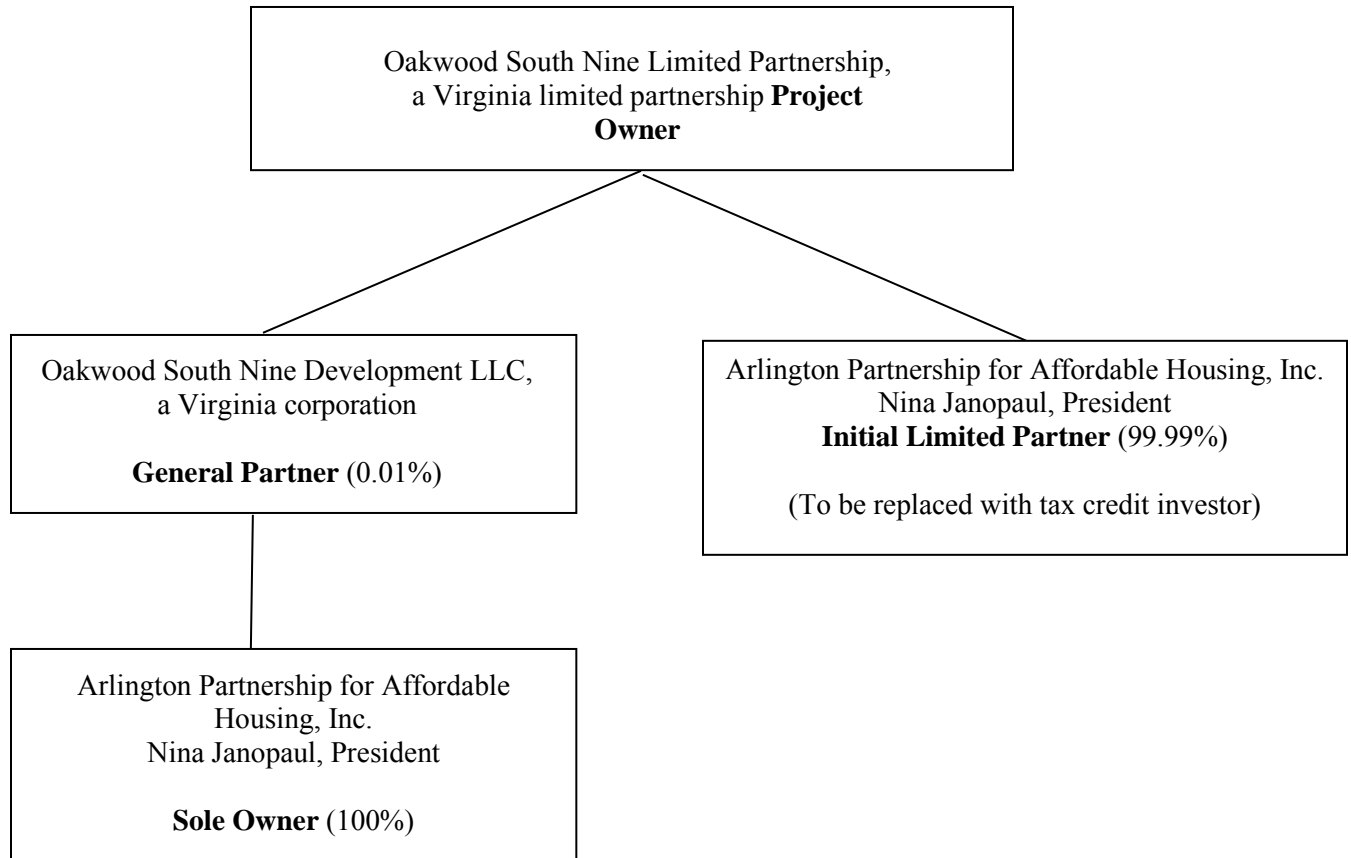 Oakwood South Nine Limited Partnership,
a Virginia limited partnership Project
Owner
Oakwood South Nine Development LLC,
a Virginia corporation
General Partner (0.01%)
Arlington Partnership for Affordable Housing, Inc.
Nina Janopaul, President
Initial Limited Partner (99.99%)
(To be replaced with tax credit investor)
Arlington Partnership for Affordable
Housing, Inc.
Nina Janopaul, President
Sole Owner (100%)